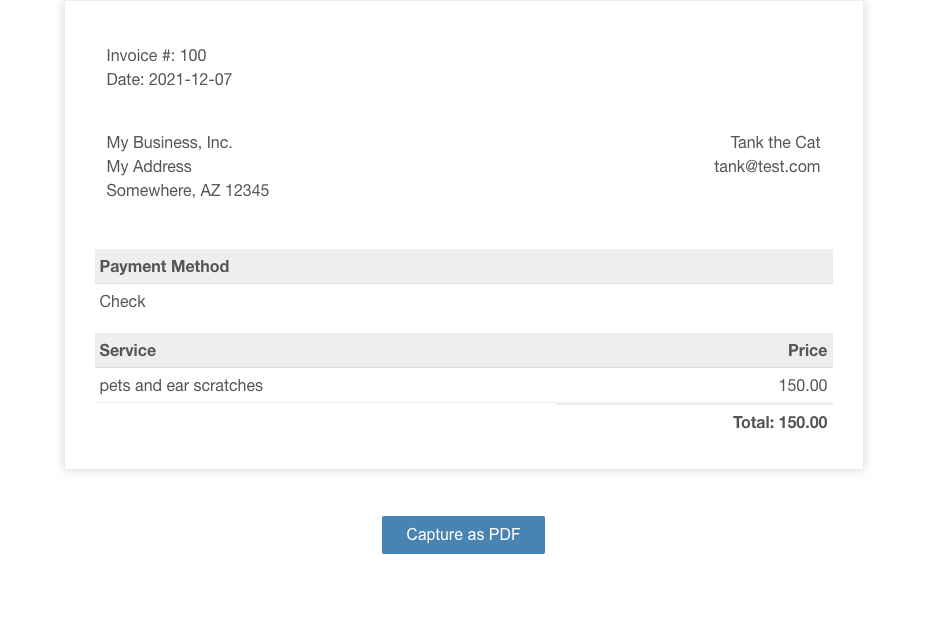 Invoice #: 100
Date: 2021-12-07
My Business, Inc.
Tank the Cat
My Address
tank@test.com
Somewhere, AZ 12345
Payment Method
Check
Service Price
pets and ear scratches 150.00
Total: 150.00
Capture as PDF